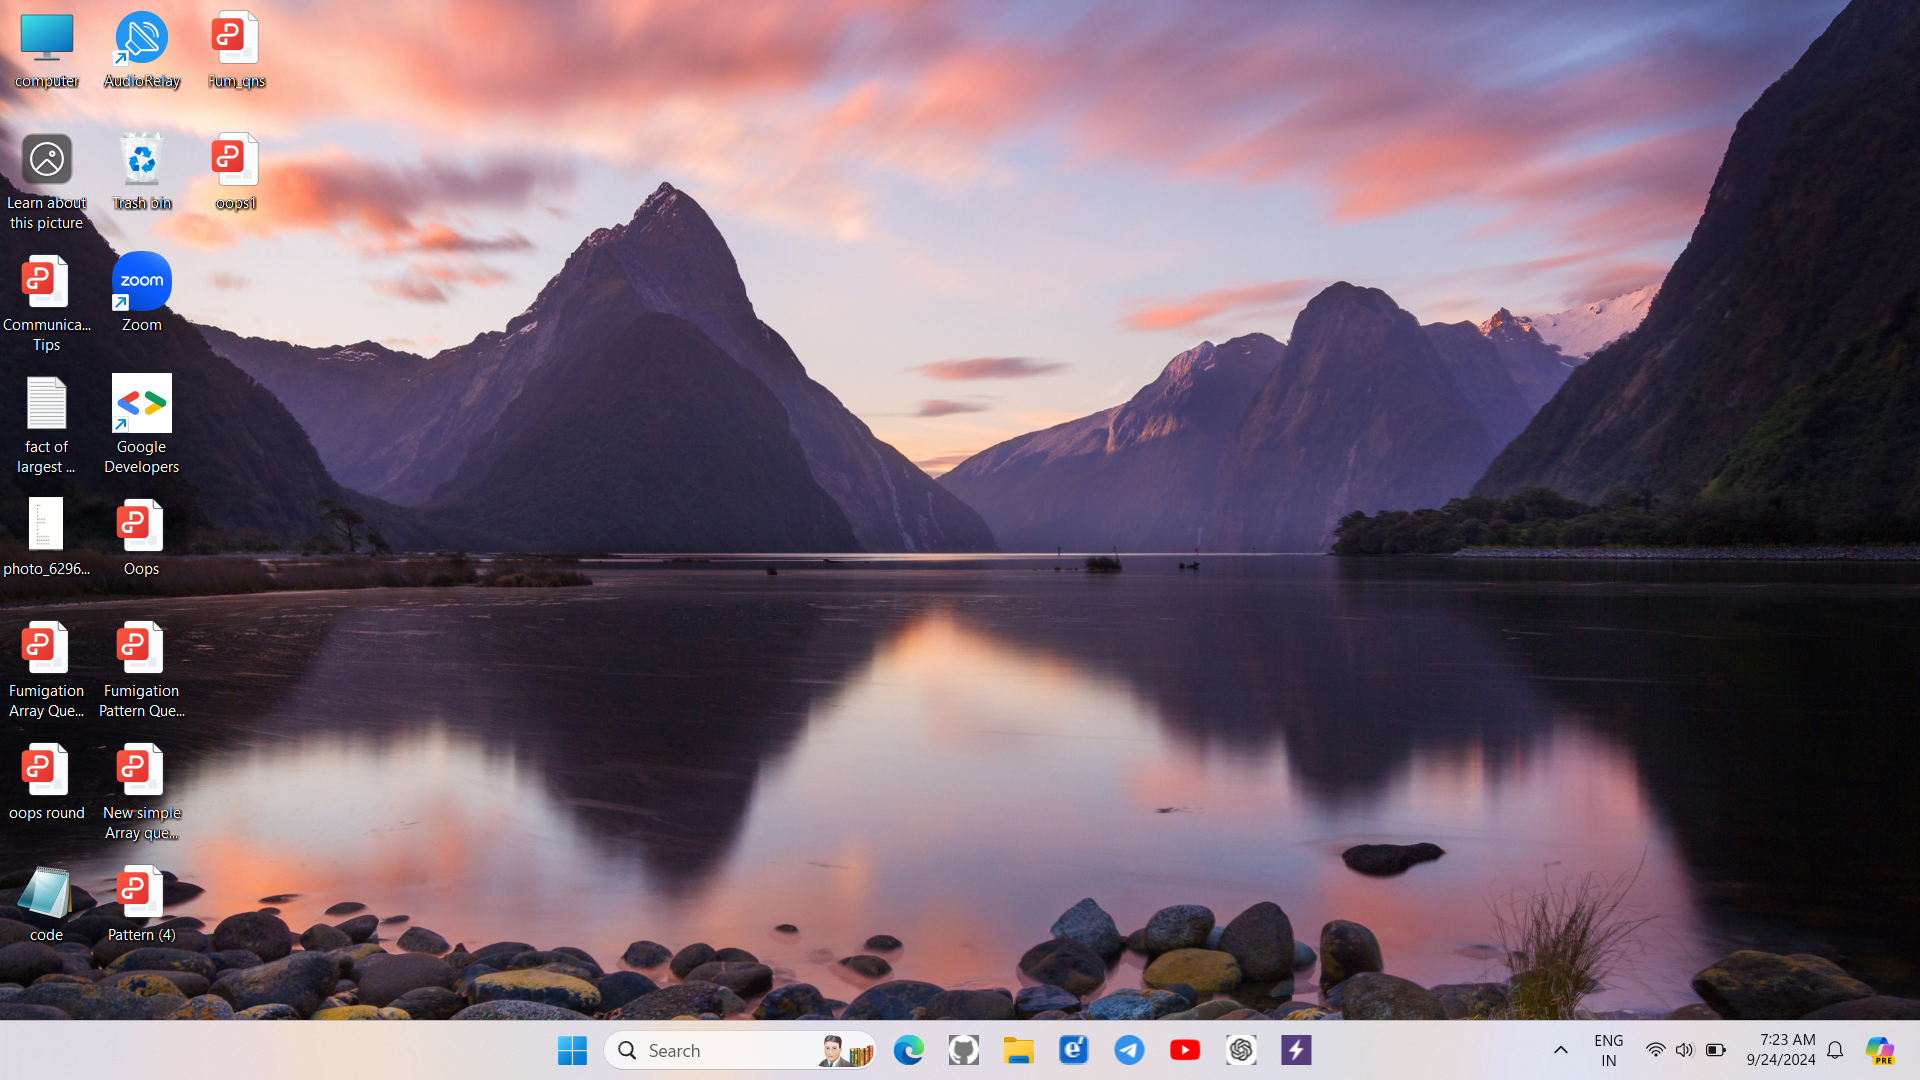 computer
AudioRelay
Fum_qns
Learn about
this picture
Trash bin
oops1
Communica...
Tips
zoom
Zoom
fact of
largest ...
Google
Developers
photo_6296...
Oops
Fumigation
Array Que...
Fumigation
Pattern Que...
oops round
New simple
Array que...
code
Pattern (4)
Search
ENG
IN
7:23 AM
9/24/2024
PRE